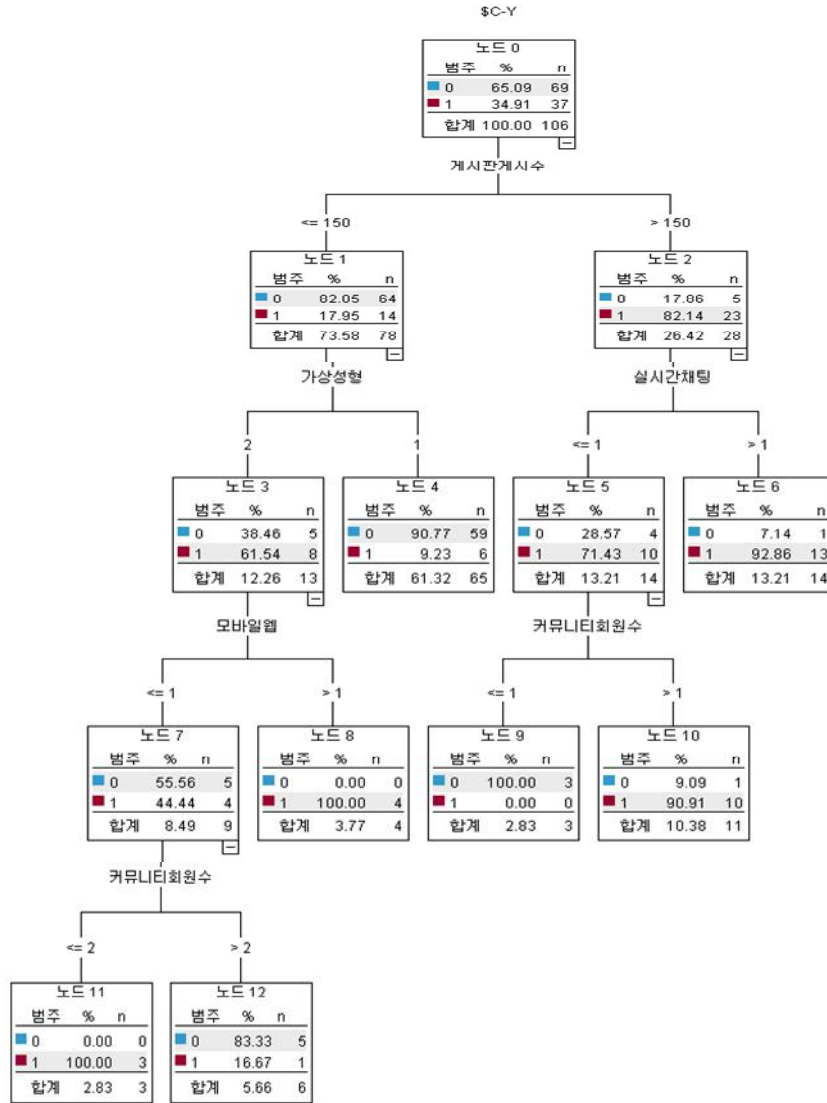 $C-Y
노드 0
범주 % n
0 65.09 69
1 34.91 37
합계 100.00 106
게시판게시수
<= 150 > 150
노드 1
범주 % n
0 82.05 64
1 17.95 14
합계 73.58 78
노드 2
범주 % n
0 17.86 5
1 82.14 23
합계 26.42 28
가상성형 실시간채팅
2 1 <= 1 > 1
노드 3
범주 % n
0 38.46 5
1 61.54 8
합계 12.26 13
노드 4
범주 % n
0 90.77 59
1 9.23 6
합계 61.32 65
노드 5
범주 % n
0 28.57 4
1 71.43 10
합계 13.21 14
노드 6
범주 % n
0 7.14 1
1 92.86 13
합계 13.21 14
모바일웹 커뮤니티회원수
<= 1 > 1 <= 1 > 1
노드 7
범주 % n
0 55.56 5
1 44.44 4
합계 8.49 9
노드 8
범주 % n
0 0.00 0
1 100.00 4
합계 3.77 4
노드 9
범주 % n
0 100.00 3
1 0.00 0
합계 2.83 3
노드 10
범주 % n
0 9.09 1
1 90.91 10
합계 10.38 11
커뮤니티회원수
<= 2 > 2
노드 11
범주 % n
0 0.00 0
1 100.00 3
합계 2.83 3
노드 12
범주 % n
0 83.33 5
1 16.67 1
합계 5.66 6